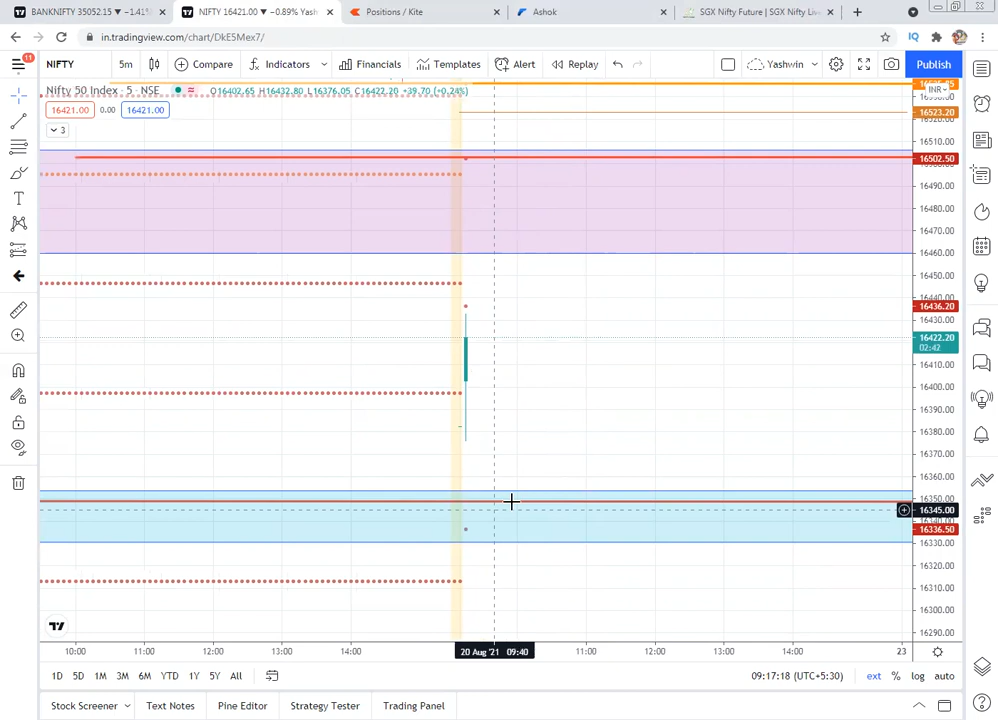 BANKNIFTY 35052.15 ▼ −1.41%
NIFTY 16421.00 ▼ −0.89% Yash
Positions / Kite
Ashok
SGX Nifty Future | SGX Nifty Liv
in.tradingview.com/chart/DkE5Mex7/
IQ
11
NIFTY
5m
Compare
Indicators
Financials
Templates
Alert
Replay
Yashwin
Publish
Nifty 50 Index · 5 · NSE
O16402.65 H16432.80 L16376.05 C16422.20 +39.70 (+0.24%)
INR
16421.00 0.00 16421.00
3
16523.20
16510.00
16502.50
16490.00
16480.00
16470.00
16460.00
16450.00
16440.00
16436.20
16430.00
16422.20
02:42
16410.00
16400.00
16390.00
16380.00
16370.00
16360.00
16350.00
16345.00
16336.50
16330.00
16320.00
16310.00
16300.00
16290.00
10:00 11:00 12:00 13:00 14:00 20 Aug '21 09:40 11:00 12:00 13:00 14:00 23
1D 5D 1M 3M 6M YTD 1Y 5Y All
09:17:18 (UTC+5:30) ext % log auto
Stock Screener Text Notes Pine Editor Strategy Tester Trading Panel